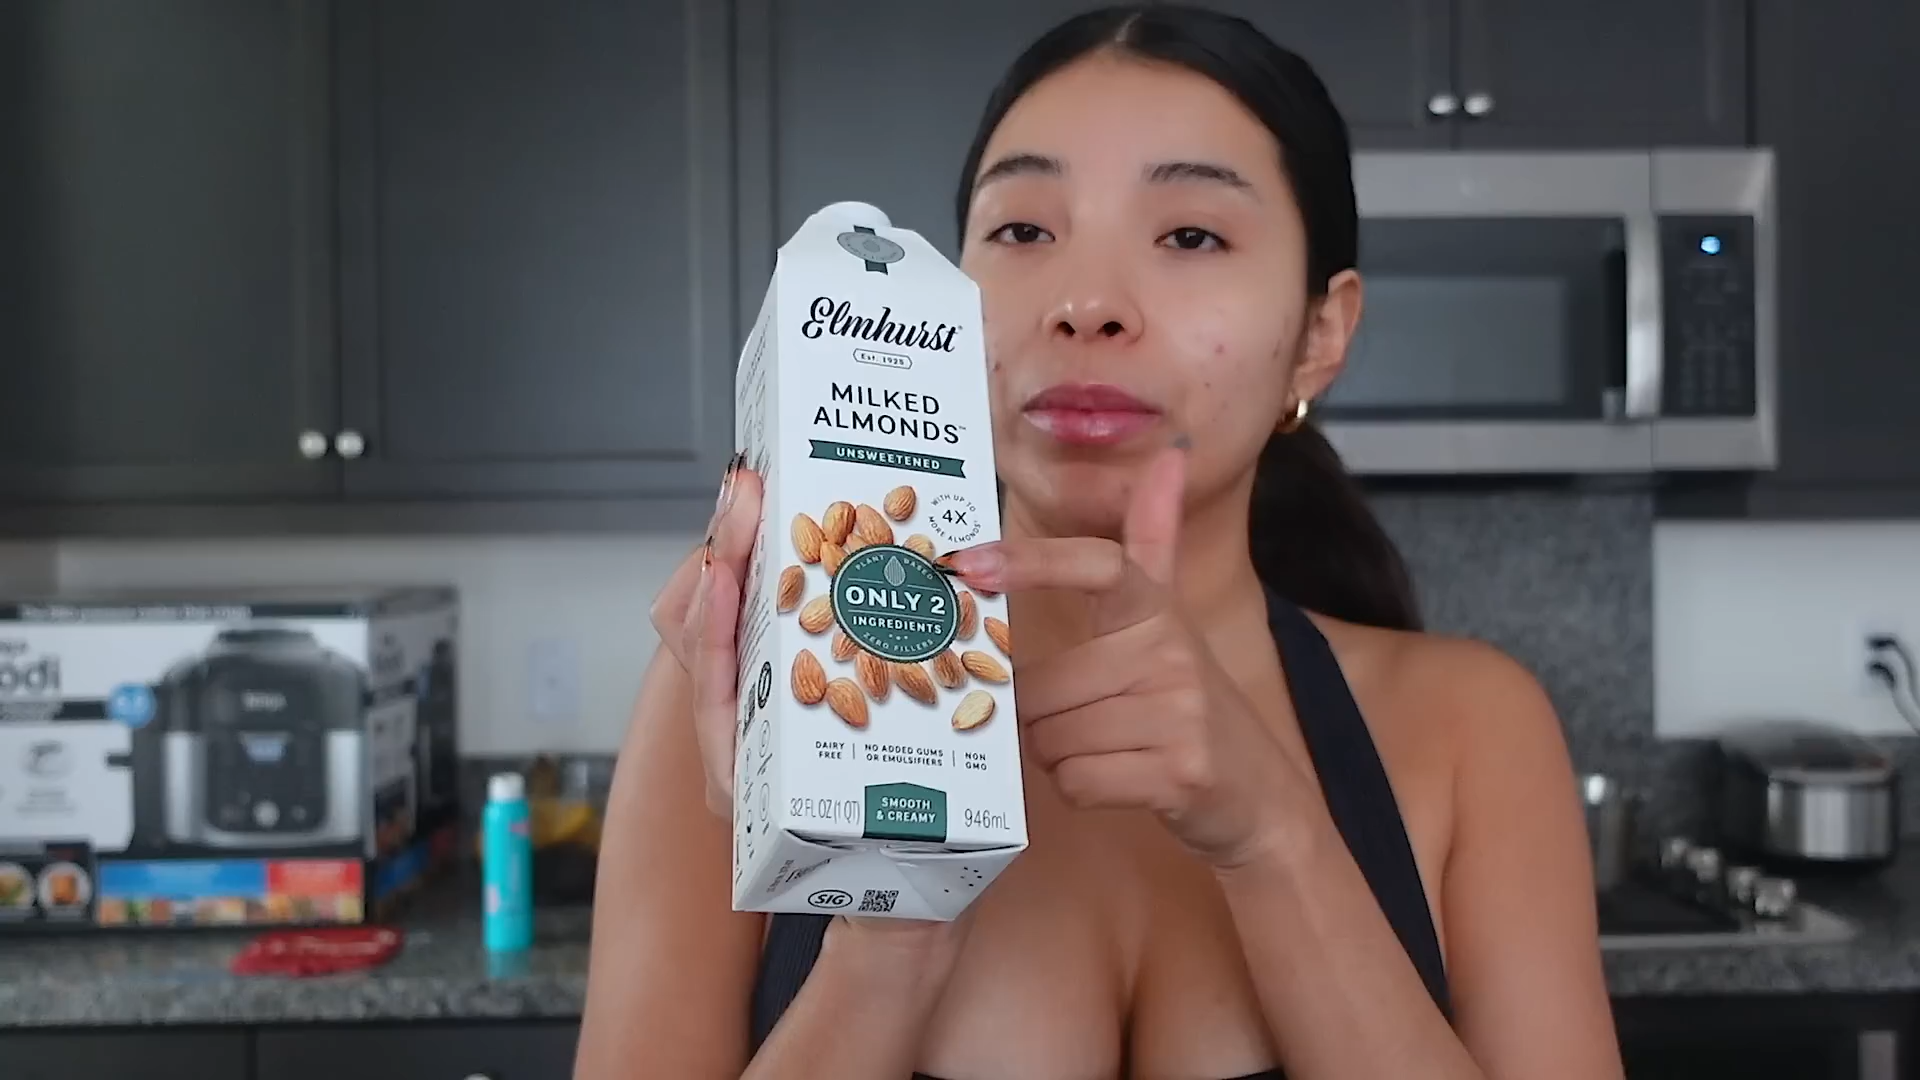 Elmhurst
Est. 1925
MILKED
ALMONDS™
UNSWEETENED
WITH UP TO
4X
MORE ALMONDS
PLANT BASED
ONLY 2
INGREDIENTS
ZERO FILLERS
DAIRY
FREE
NO ADDED GUMS
OR EMULSIFIERS
NON
GMO
32 FL OZ (1 QT)
SMOOTH
& CREAMY
946mL
SIG
odi